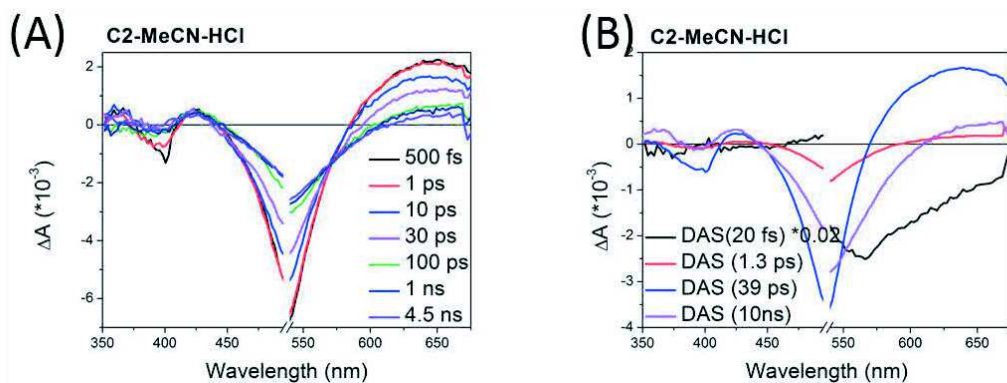 (A) C2-MeCN-HCl
ΔA (*10⁻³)
2
0
-2
-4
-6
500 fs
1 ps
10 ps
30 ps
100 ps
1 ns
4.5 ns
350 400 450 550 600 650
Wavelength (nm)
(B) C2-MeCN-HCl
ΔA (*10⁻³)
2
1
0
-1
-2
-3
-4
DAS(20 fs) *0.02
DAS (1.3 ps)
DAS (39 ps)
DAS (10ns)
350 400 450 550 600 650
Wavelength (nm)